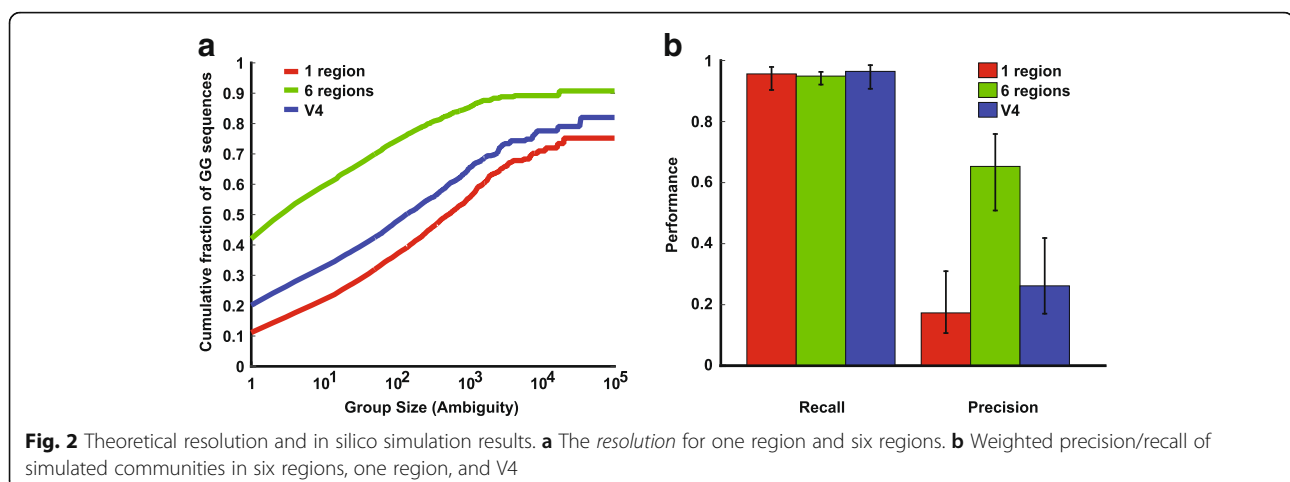 a
1 region
6 regions
V4
Cumulative fraction of GG sequences
1
0.9
0.8
0.7
0.6
0.5
0.4
0.3
0.2
0.1
0
1
10^1
10^2
10^3
10^4
10^5
Group Size (Ambiguity)
b
1 region
6 regions
V4
Performance
1
0.8
0.6
0.4
0.2
0
Recall
Precision
Fig. 2 Theoretical resolution and in silico simulation results. a The resolution for one region and six regions. b Weighted precision/recall of
simulated communities in six regions, one region, and V4